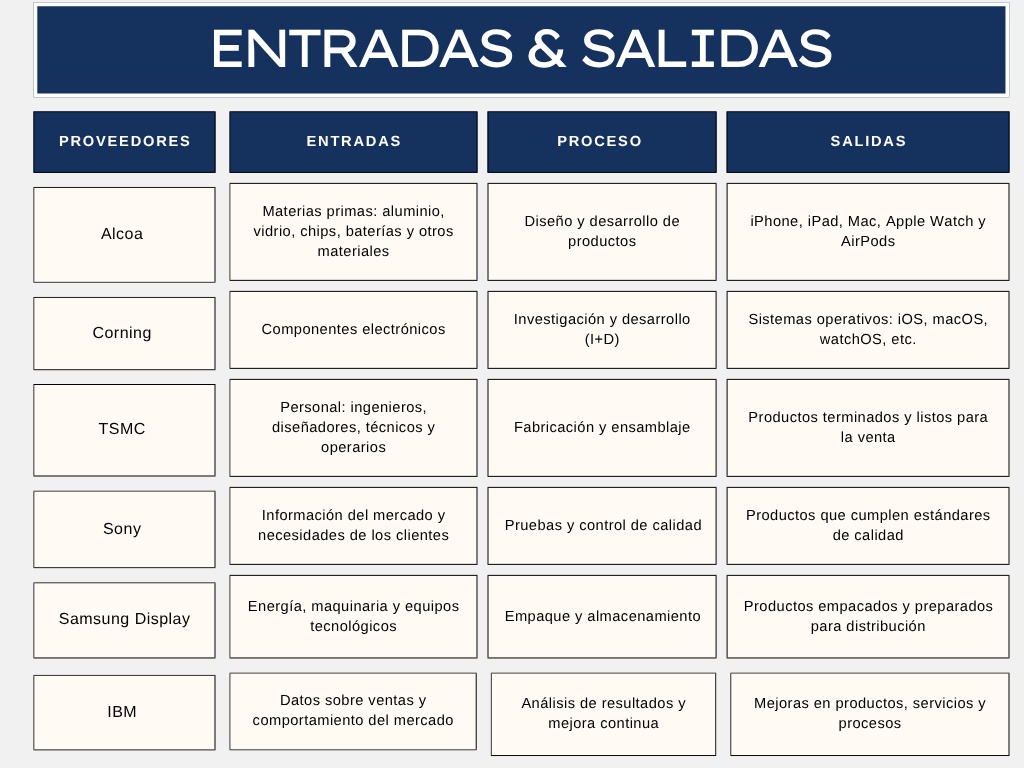 ENTRADAS & SALIDAS
PROVEEDORES
ENTRADAS
PROCESO
SALIDAS
Alcoa
Materias primas: aluminio,
vidrio, chips, baterías y otros
materiales
Diseño y desarrollo de
productos
iPhone, iPad, Mac, Apple Watch y
AirPods
Corning
Componentes electrónicos
Investigación y desarrollo
(I+D)
Sistemas operativos: iOS, macOS,
watchOS, etc.
TSMC
Personal: ingenieros,
diseñadores, técnicos y
operarios
Fabricación y ensamblaje
Productos terminados y listos para
la venta
Sony
Información del mercado y
necesidades de los clientes
Pruebas y control de calidad
Productos que cumplen estándares
de calidad
Samsung Display
Energía, maquinaria y equipos
tecnológicos
Empaque y almacenamiento
Productos empacados y preparados
para distribución
IBM
Datos sobre ventas y
comportamiento del mercado
Análisis de resultados y
mejora continua
Mejoras en productos, servicios y
procesos